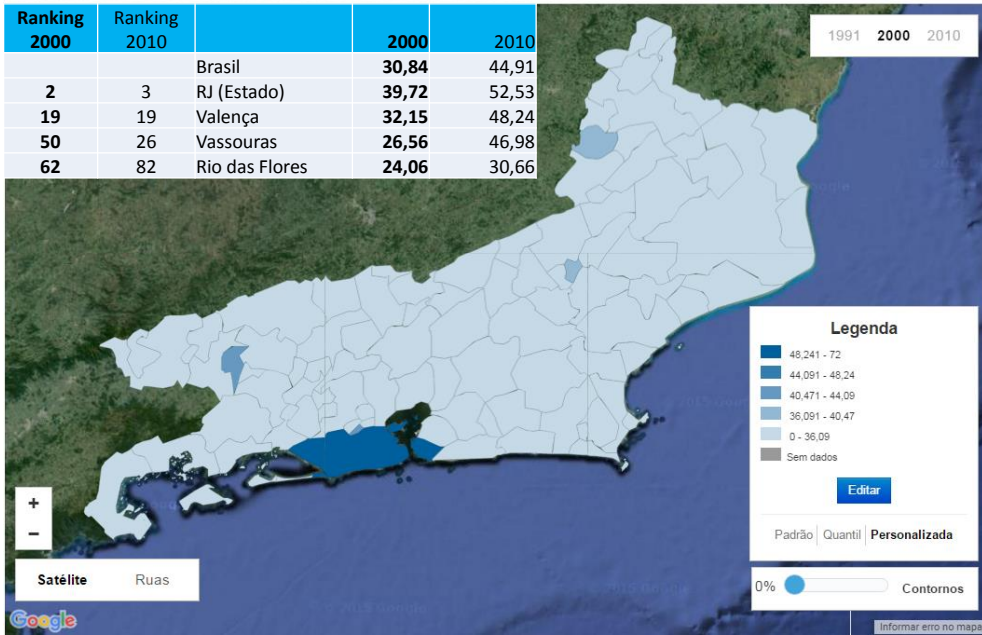 Ranking 2000 Ranking 2010 2000 2010
Brasil 30,84 44,91
2 3 RJ (Estado) 39,72 52,53
19 19 Valença 32,15 48,24
50 26 Vassouras 26,56 46,98
62 82 Rio das Flores 24,06 30,66
1991 2000 2010
Legenda
48,241 - 72
44,091 - 48,24
40,471 - 44,09
36,091 - 40,47
0 - 36,09
Sem dados
Editar
Padrão Quantil Personalizada
0% Contornos
+
−
Satélite Ruas
Google
Informar erro no mapa